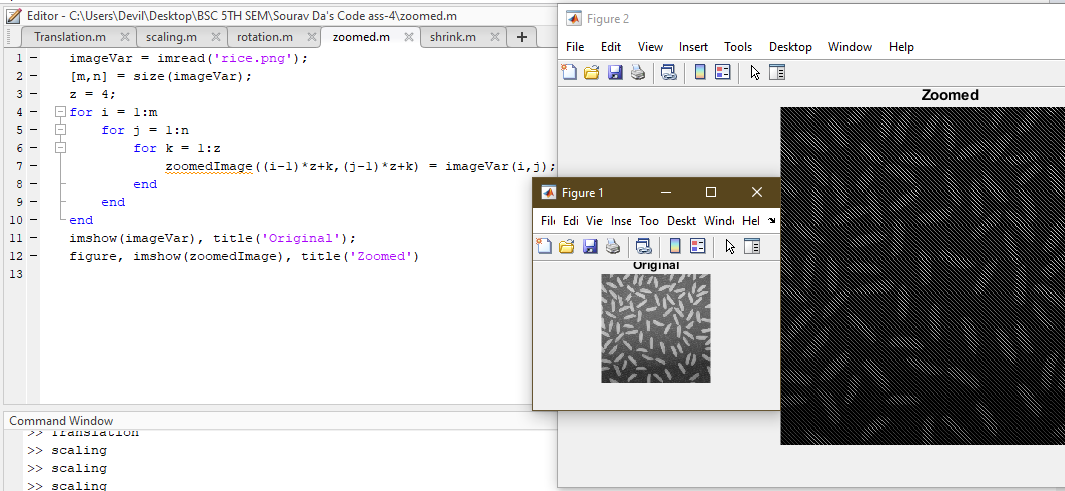 Editor - C:\Users\Devil\Desktop\BSC 5TH SEM\Sourav Da's Code ass-4\zoomed.m
Translation.m scaling.m rotation.m zoomed.m shrink.m
1 imageVar = imread('rice.png');
2 [m,n] = size(imageVar);
3 z = 4;
4 for i = 1:m
5 for j = 1:n
6 for k = 1:z
7 zoomedImage((i-1)*z+k,(j-1)*z+k) = imageVar(i,j);
8 end
9 end
10 end
11 imshow(imageVar), title('Original');
12 figure, imshow(zoomedImage), title('Zoomed')
13
Command Window
>> Translation
>> scaling
>> scaling
>> scaling
Figure 2
File Edit View Insert Tools Desktop Window Help
Zoomed
Figure 1
Fil Edi Vie Inse Too Deskt Wind Hel
Original